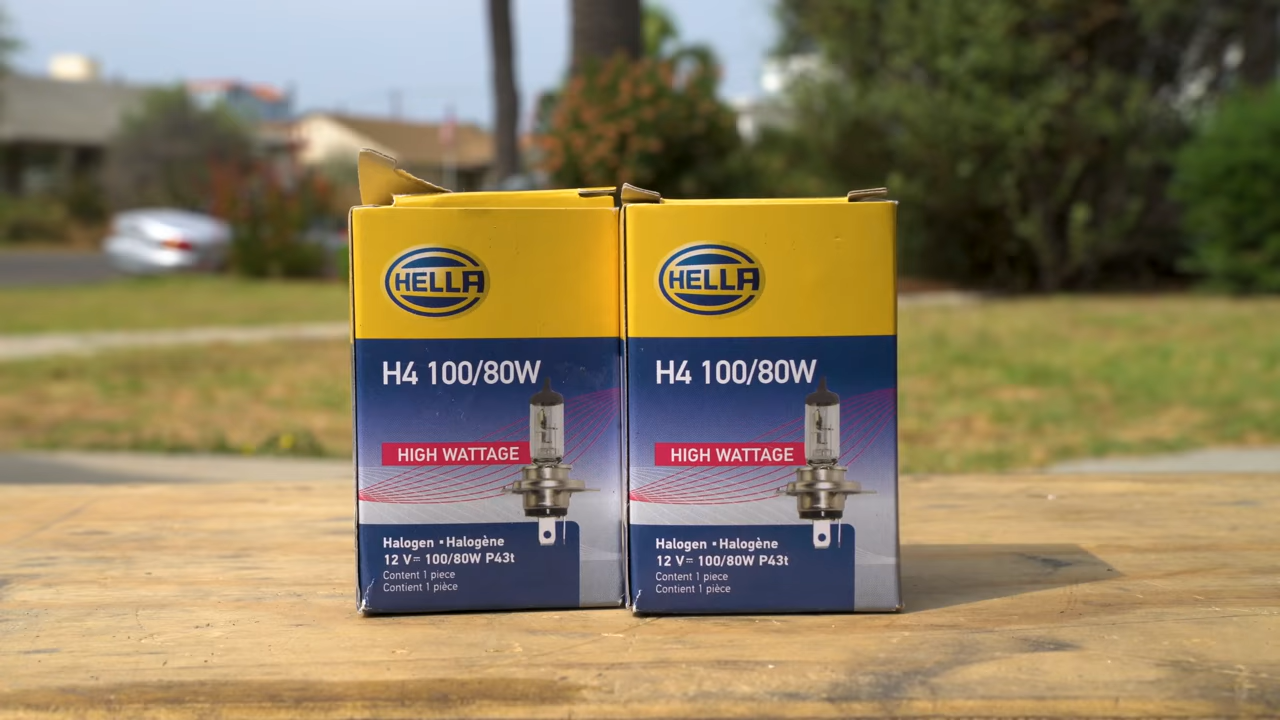 HELLA
H4 100/80W
HIGH WATTAGE
Halogen ▪ Halogène
12 V⎓ 100/80W P43t
Content 1 piece
Contient 1 pièce
HELLA
H4 100/80W
HIGH WATTAGE
Halogen ▪ Halogène
12 V⎓ 100/80W P43t
Content 1 piece
Contient 1 pièce